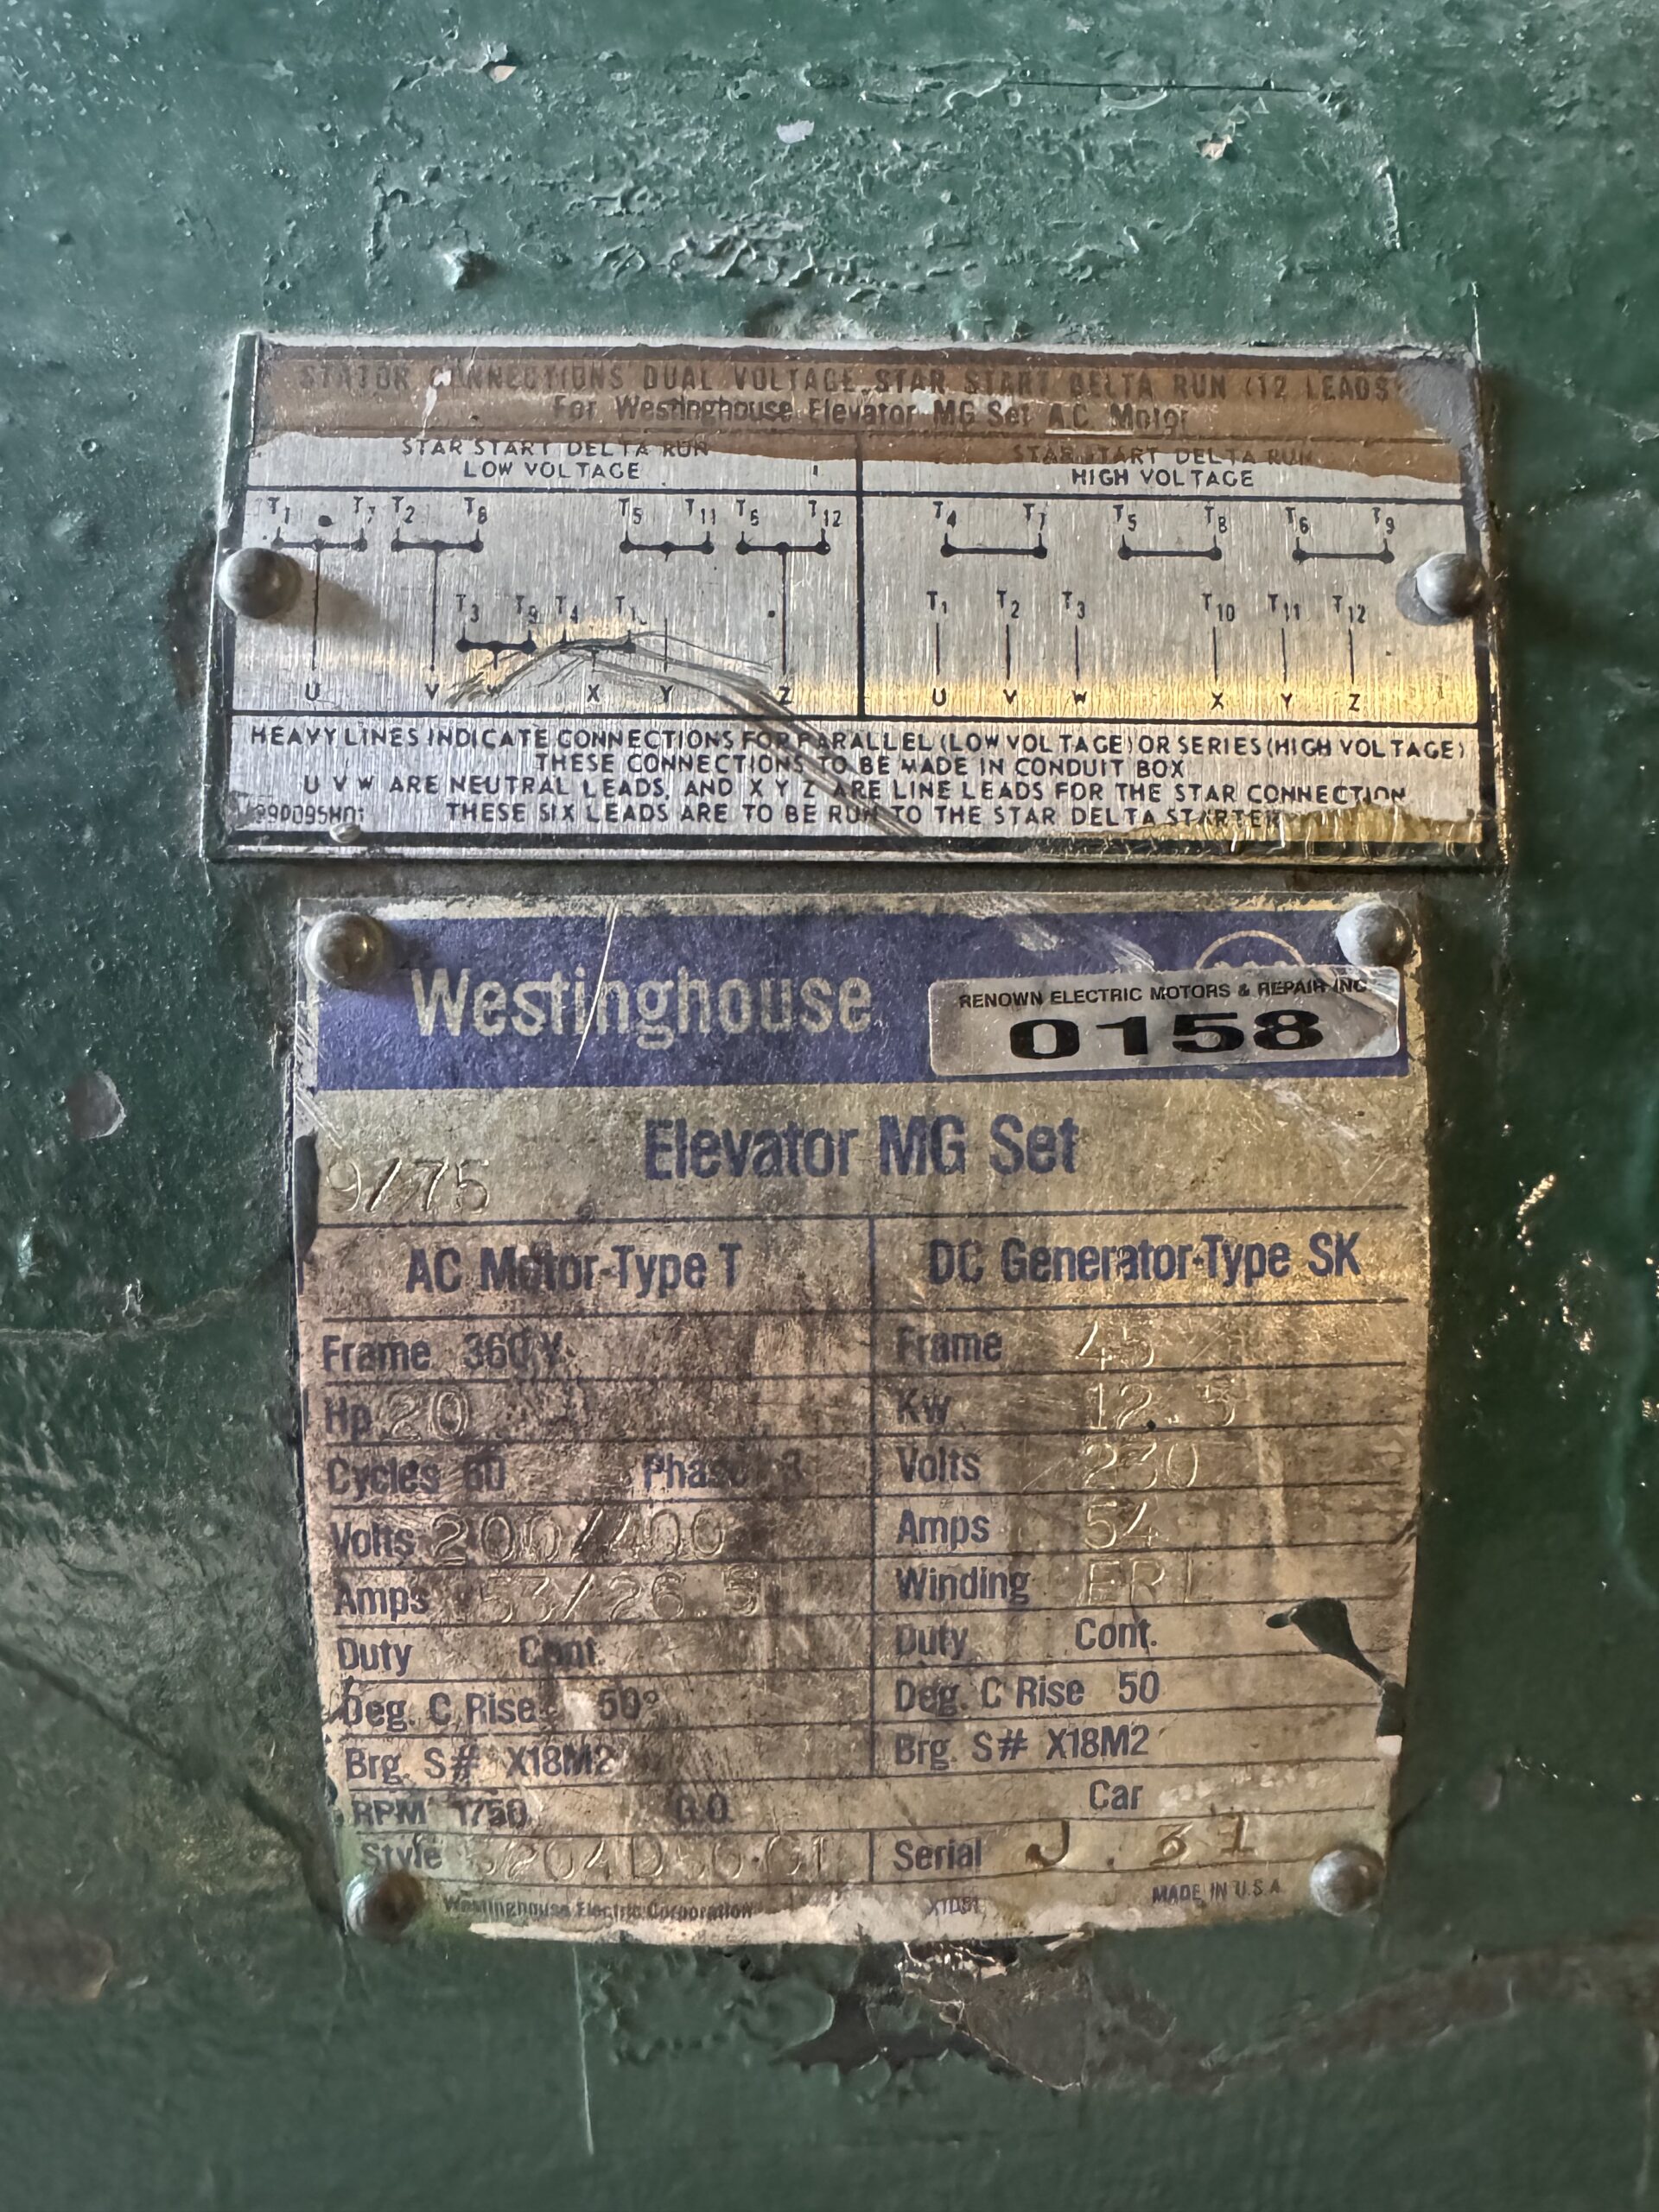 STATOR CONNECTIONS DUAL VOLTAGE STAR START DELTA RUN (12 LEADS
For Westinghouse Elevator MG Set A.C. Motor
STAR START DELTA RUN
LOW VOLTAGE
T1 T7 T2 T8 T5 T11 T6 T12
T3 T9 T4
U V W X Y Z
STAR START DELTA RUN
HIGH VOLTAGE
T4 T7 T5 T8 T6 T9
T1 T2 T3 T10 T11 T12
U V W X Y Z
HEAVY LINES INDICATE CONNECTIONS FOR PARALLEL (LOW VOLTAGE) OR SERIES (HIGH VOLTAGE)
THESE CONNECTIONS TO BE MADE IN CONDUIT BOX
U V W ARE NEUTRAL LEADS, AND X Y Z ARE LINE LEADS FOR THE STAR CONNECTION
THESE SIX LEADS ARE TO BE RUN TO THE STAR DELTA STARTER
Westinghouse
RENOWN ELECTRIC MOTORS & REPAIR INC
0158
Elevator MG Set
9/75
AC Motor-Type T
Frame 360 Y
Hp 20
Cycles 60 Phase 3
Volts 200/400
Amps 53/26.5
Duty Cont.
Deg. C Rise 50°
Brg. S# X18M2
RPM 1750 G.O.
DC Generator-Type SK
Frame 45
Kw 12.5
Volts 230
Amps 54
Winding
Duty Cont.
Deg. C Rise 50
Brg. S# X18M2
Car
Style
Serial J . 31
Westinghouse Electric Corporation
MADE IN U.S.A.